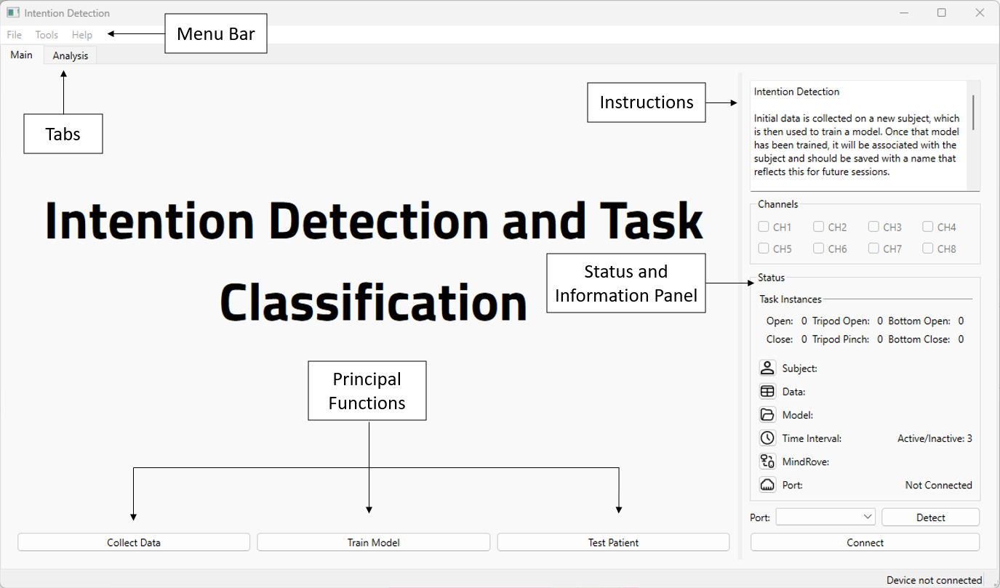 Intention Detection
File Tools Help
Menu Bar
Main Analysis
Tabs
Instructions
Intention Detection
Initial data is collected on a new subject, which
is then used to train a model. Once that model
has been trained, it will be associated with the
subject and should be saved with a name that
reflects this for future sessions.
Intention Detection and Task
Classification
Channels
CH1 CH2 CH3 CH4
CH5 CH6 CH7 CH8
Status and
Information Panel
Status
Task Instances
Open: 0 Tripod Open: 0 Bottom Open: 0
Close: 0 Tripod Pinch: 0 Bottom Close: 0
Subject:
Data:
Model:
Time Interval: Active/Inactive: 3
MindRove:
Port: Not Connected
Principal
Functions
Port: Detect
Collect Data Train Model Test Patient Connect
Device not connected